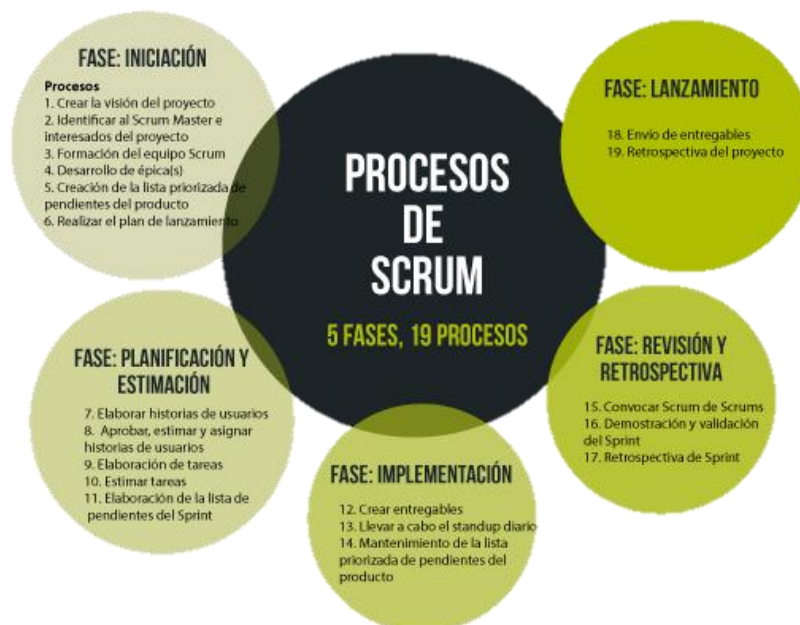 FASE: INICIACIÓN
Procesos
1. Crear la visión del proyecto
2. Identificar al Scrum Master e
interesados del proyecto
3. Formación del equipo Scrum
4. Desarrollo de épica(s)
5. Creación de la lista priorizada de
pendientes del producto
6. Realizar el plan de lanzamiento
PROCESOS
DE
SCRUM
5 FASES, 19 PROCESOS
FASE: LANZAMIENTO
18. Envío de entregables
19. Retrospectiva del proyecto
FASE: PLANIFICACIÓN Y
ESTIMACIÓN
7. Elaborar historias de usuarios
8. Aprobar, estimar y asignar
historias de usuarios
9. Elaboración de tareas
10. Estimar tareas
11. Elaboración de la lista de
pendientes del Sprint
FASE: IMPLEMENTACIÓN
12. Crear entregables
13. Llevar a cabo el standup diario
14. Mantenimiento de la lista
priorizada de pendientes del
producto
FASE: REVISIÓN Y
RETROSPECTIVA
15. Convocar Scrum de Scrums
16. Demostración y validación
del Sprint
17. Retrospectiva de Sprint